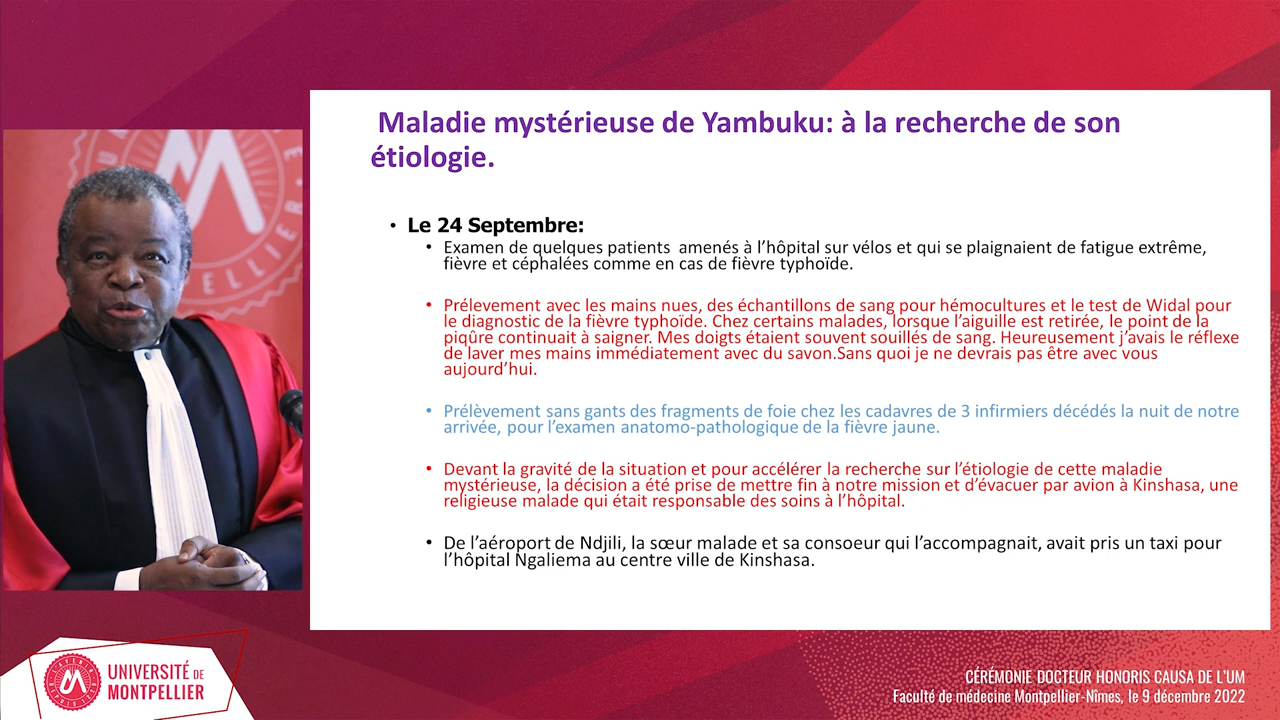 Maladie mystérieuse de Yambuku: à la recherche de son
étiologie.
• Le 24 Septembre:
• Examen de quelques patients amenés à l'hôpital sur vélos et qui se plaignaient de fatigue extrême,
fièvre et céphalées comme en cas de fièvre typhoïde.
• Prélevement avec les mains nues, des échantillons de sang pour hémocultures et le test de Widal pour
le diagnostic de la fièvre typhoïde. Chez certains malades, lorsque l'aiguille est retirée, le point de la
piqûre continuait à saigner. Mes doigts étaient souvent souillés de sang. Heureusement j'avais le réflexe
de laver mes mains immédiatement avec du savon.Sans quoi je ne devrais pas être avec vous
aujourd'hui.
• Prélèvement sans gants des fragments de foie chez les cadavres de 3 infirmiers décédés la nuit de notre
arrivée, pour l'examen anatomo-pathologique de la fièvre jaune.
• Devant la gravité de la situation et pour accélérer la recherche sur l'étiologie de cette maladie
mystérieuse, la décision a été prise de mettre fin à notre mission et d'évacuer par avion à Kinshasa, une
religieuse malade qui était responsable des soins à l'hôpital.
• De l'aéroport de Ndjili, la sœur malade et sa consoeur qui l'accompagnait, avait pris un taxi pour
l'hôpital Ngaliema au centre ville de Kinshasa.
UNIVERSITÉ DE
MONTPELLIER
CÉRÉMONIE DOCTEUR HONORIS CAUSA DE L'UM
Faculté de médecine Montpellier-Nîmes, le 9 décembre 2022